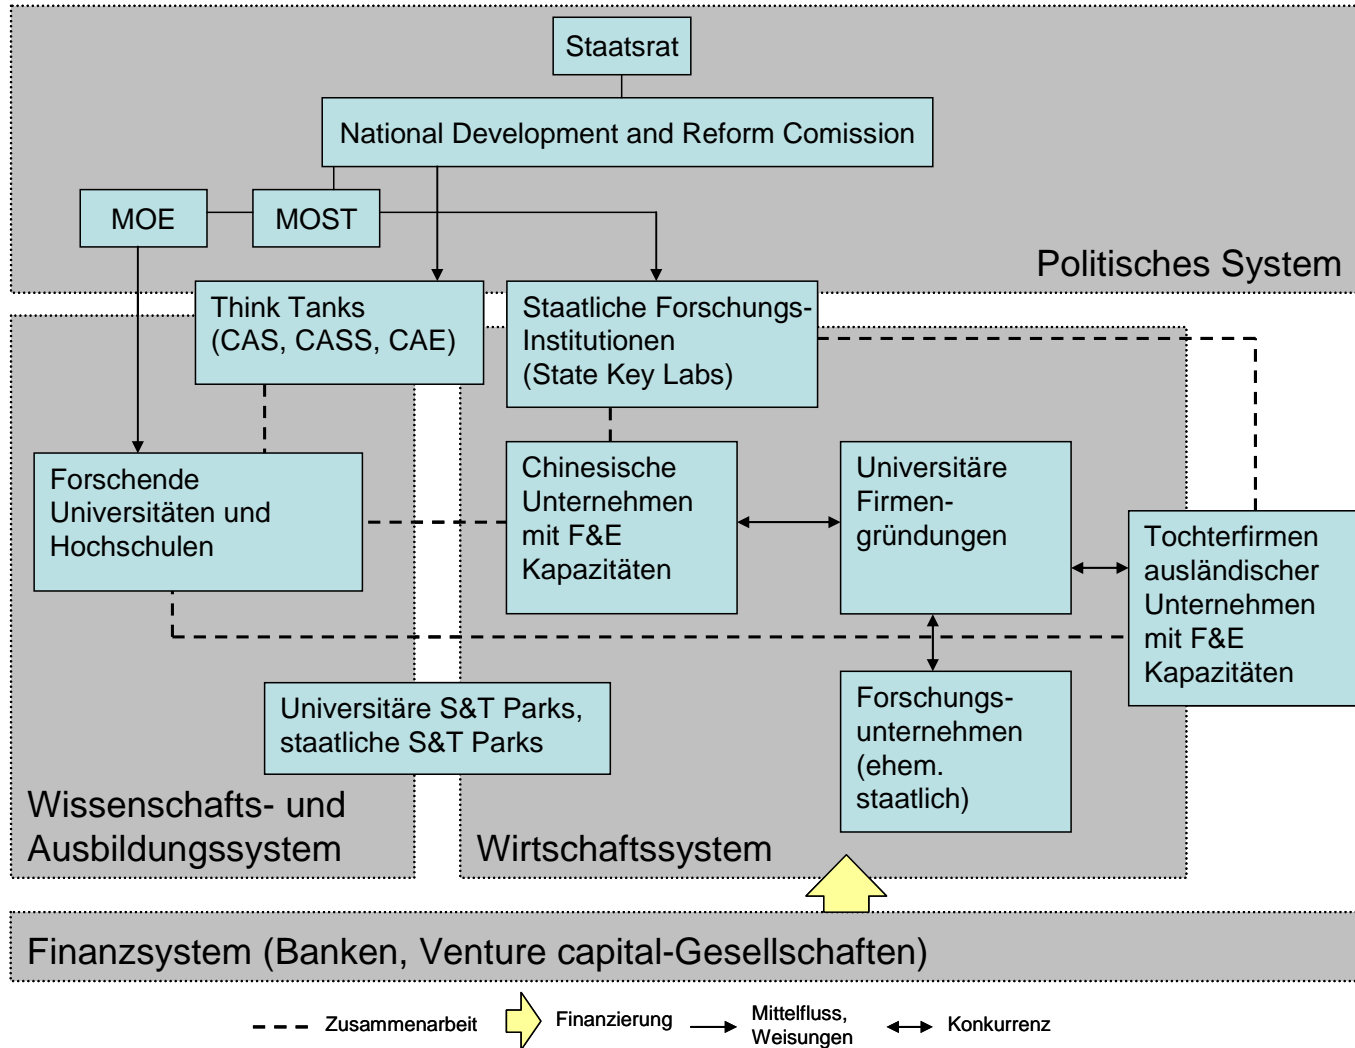 Staatsrat
National Development and Reform Comission
MOE
MOST
Politisches System
Think Tanks
(CAS, CASS, CAE)
Staatliche Forschungs-
Institutionen
(State Key Labs)
Forschende
Universitäten und
Hochschulen
Chinesische
Unternehmen
mit F&E
Kapazitäten
Universitäre
Firmen-
gründungen
Tochterfirmen
ausländischer
Unternehmen
mit F&E
Kapazitäten
Universitäre S&T Parks,
staatliche S&T Parks
Forschungs-
unternehmen
(ehem.
staatlich)
Wissenschafts- und
Ausbildungssystem
Wirtschaftssystem
Finanzsystem (Banken, Venture capital-Gesellschaften)
Zusammenarbeit
Finanzierung
Mittelfluss,
Weisungen
Konkurrenz